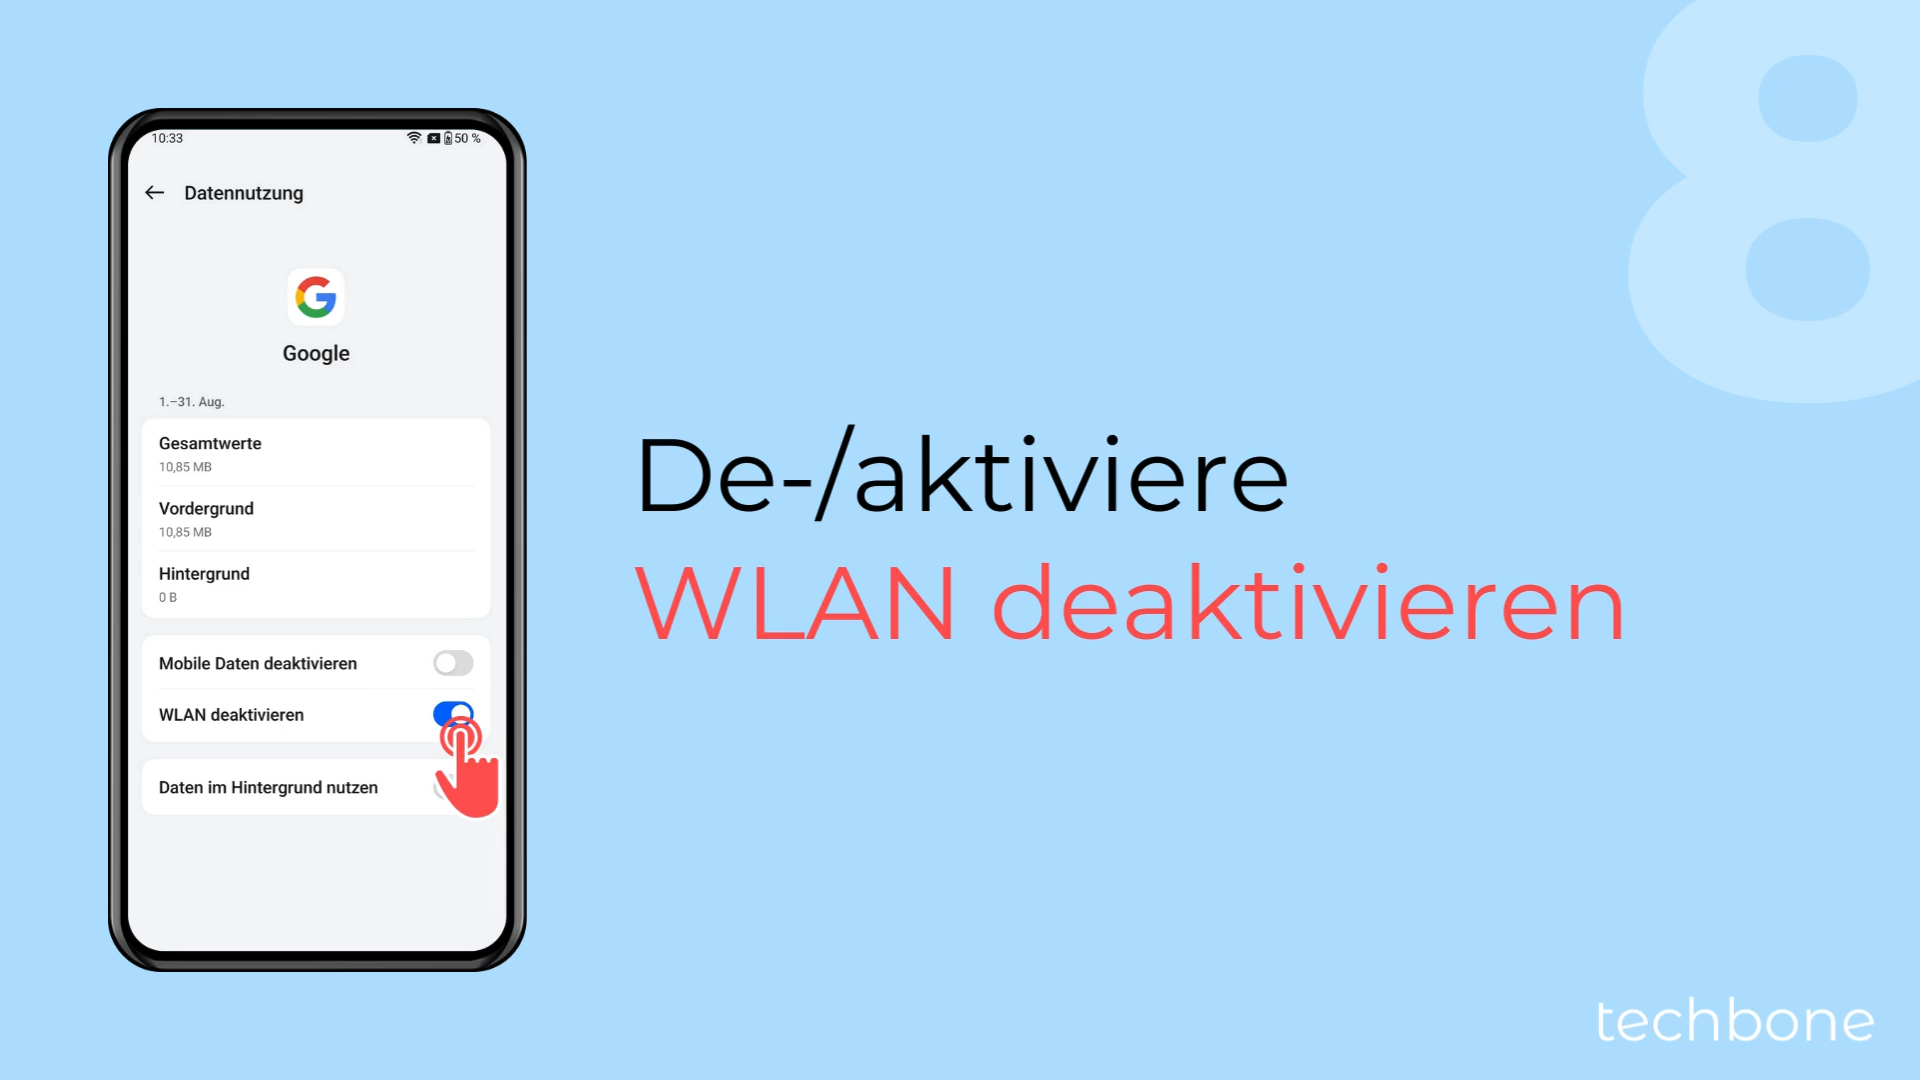 8
10:33
50 %
Datennutzung
Google
1.–31. Aug.
Gesamtwerte
10,85 MB
Vordergrund
10,85 MB
Hintergrund
0 B
Mobile Daten deaktivieren
WLAN deaktivieren
Daten im Hintergrund nutzen
De-/aktiviere
WLAN deaktivieren
techbone